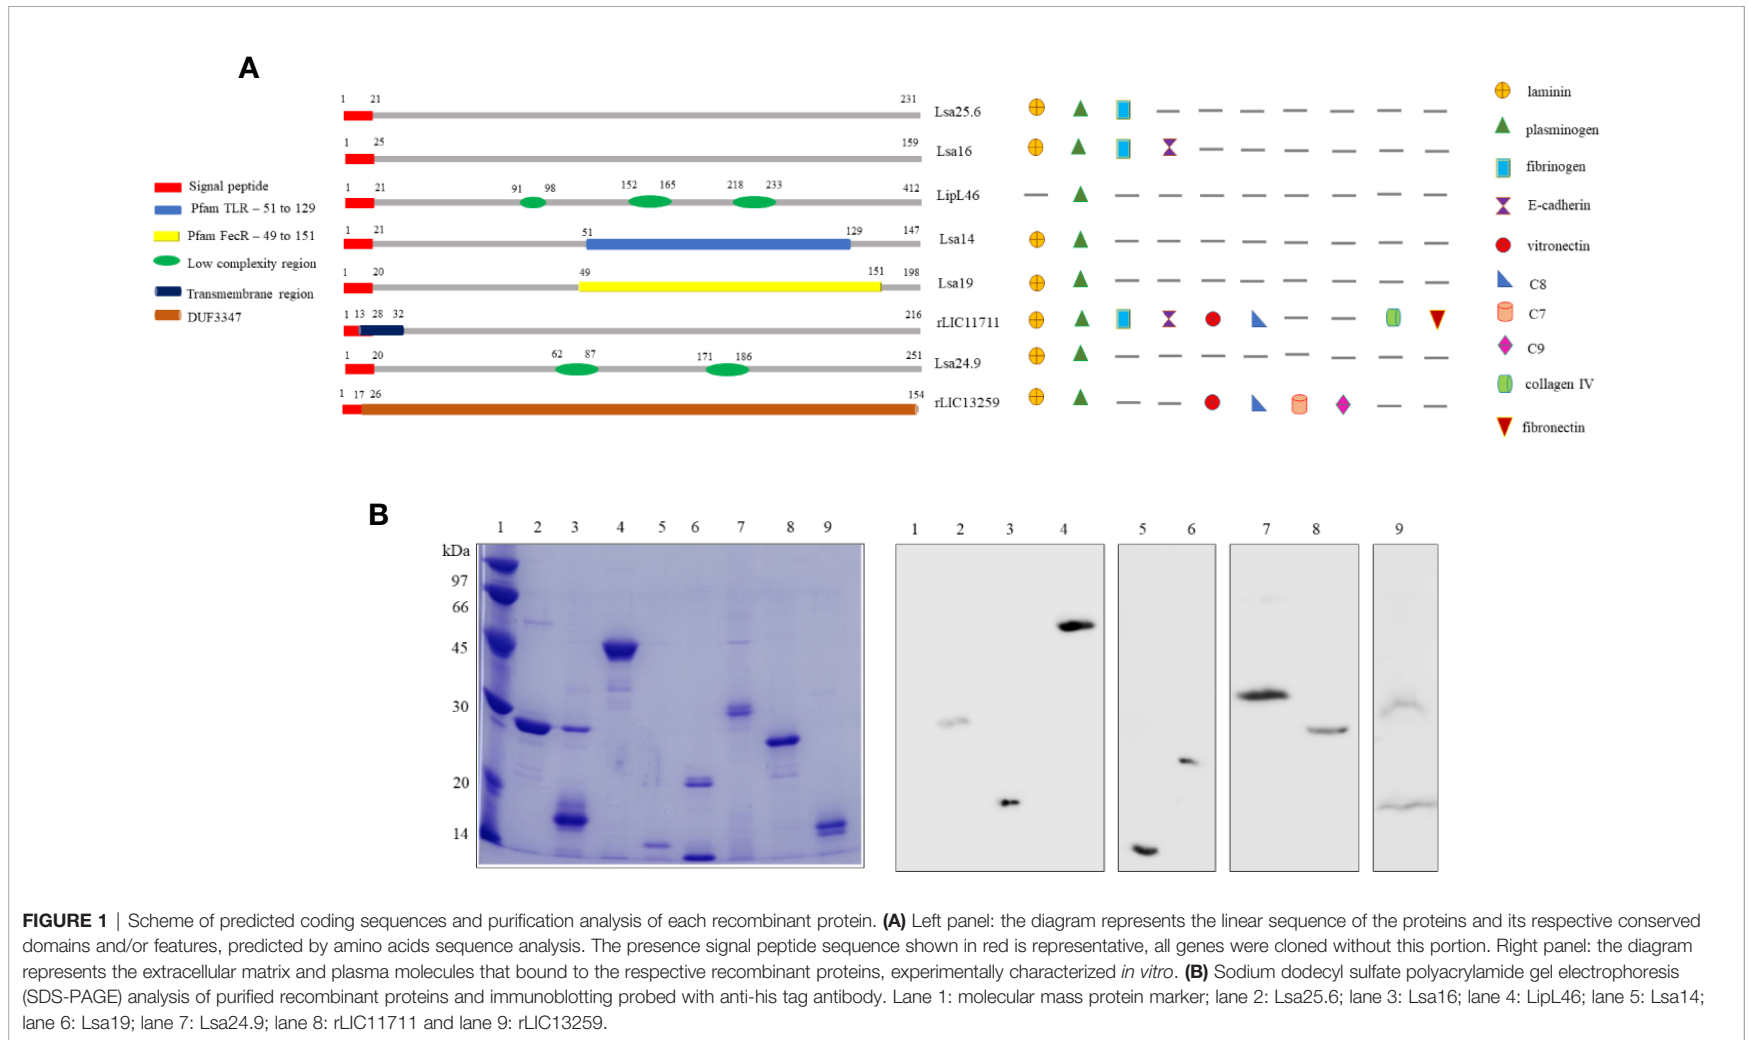 A
Signal peptide
Pfam TLR – 51 to 129
Pfam FecR – 49 to 151
Low complexity region
Transmembrane region
DUF3347
1 21 231 Lsa25.6
1 25 159 Lsa16
1 21 91 98 152 165 218 233 412 LipL46
1 21 51 129 147 Lsa14
1 20 49 151 198 Lsa19
1 13 28 32 216 rLIC11711
1 20 62 87 171 186 251 Lsa24.9
1 17 26 154 rLIC13259
laminin
plasminogen
fibrinogen
E-cadherin
vitronectin
C8
C7
C9
collagen IV
fibronectin
B
1 2 3 4 5 6 7 8 9
kDa
97
66
45
30
20
14
1 2 3 4 5 6 7 8 9
FIGURE 1 | Scheme of predicted coding sequences and purification analysis of each recombinant protein. (A) Left panel: the diagram represents the linear sequence of the proteins and its respective conserved
domains and/or features, predicted by amino acids sequence analysis. The presence signal peptide sequence shown in red is representative, all genes were cloned without this portion. Right panel: the diagram
represents the extracellular matrix and plasma molecules that bound to the respective recombinant proteins, experimentally characterized in vitro. (B) Sodium dodecyl sulfate polyacrylamide gel electrophoresis
(SDS-PAGE) analysis of purified recombinant proteins and immunoblotting probed with anti-his tag antibody. Lane 1: molecular mass protein marker; lane 2: Lsa25.6; lane 3: Lsa16; lane 4: LipL46; lane 5: Lsa14;
lane 6: Lsa19; lane 7: Lsa24.9; lane 8: rLIC11711 and lane 9: rLIC13259.